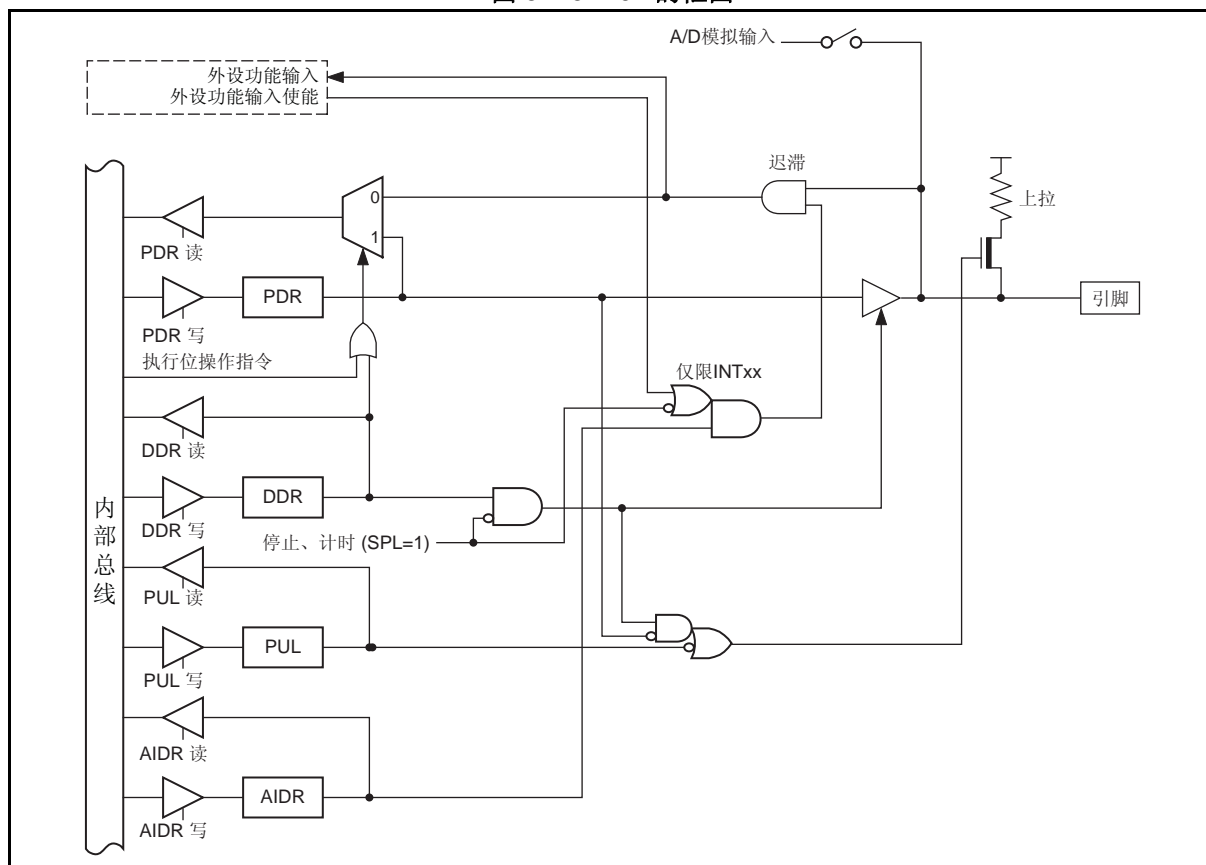 A/D模拟输入
外设功能输入
外设功能输入使能
迟滞
上拉
0
1
PDR 读
PDR
引脚
PDR 写
执行位操作指令
仅限INTxx
DDR 读
DDR
DDR 写
停止、计时 (SPL=1)
内部总线
PUL 读
PUL
PUL 写
AIDR 读
AIDR
AIDR 写